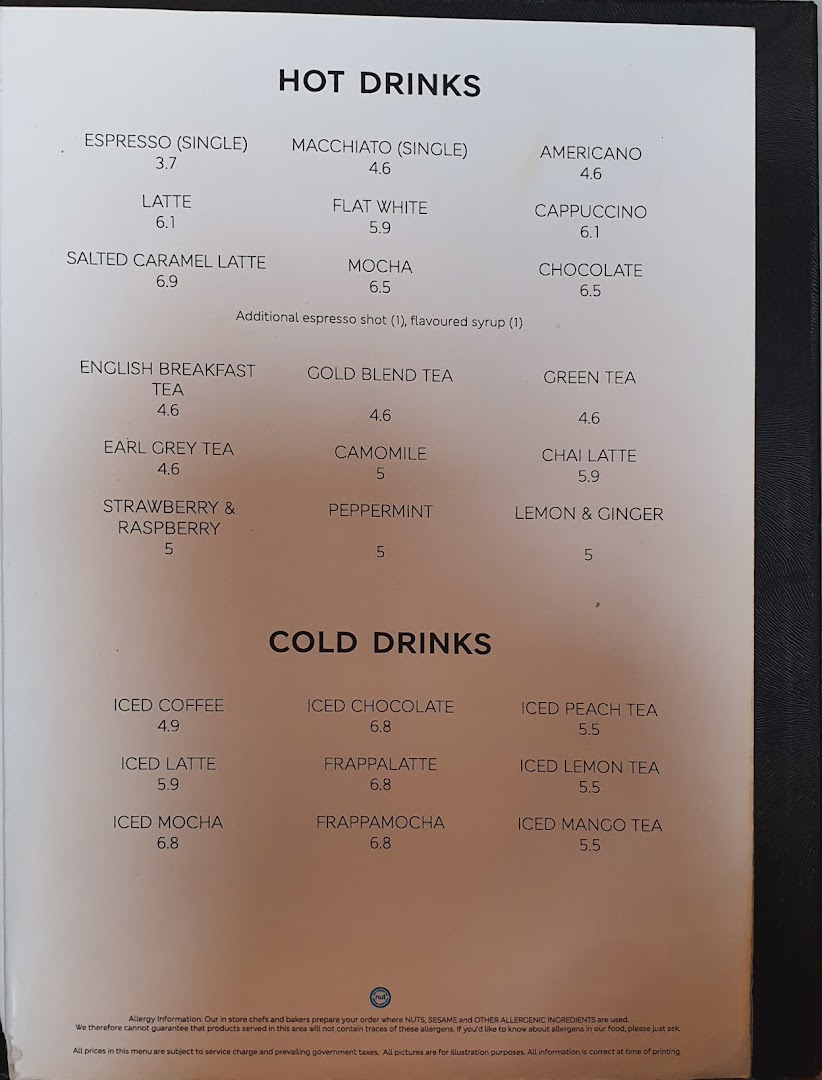 HOT DRINKS
ESPRESSO (SINGLE) MACCHIATO (SINGLE) AMERICANO
3.7 4.6 4.6
LATTE FLAT WHITE CAPPUCCINO
6.1 5.9 6.1
SALTED CARAMEL LATTE MOCHA CHOCOLATE
6.9 6.5 6.5
Additional espresso shot (1), flavoured syrup (1)
ENGLISH BREAKFAST GOLD BLEND TEA GREEN TEA
TEA
4.6 4.6 4.6
EARL GREY TEA CAMOMILE CHAI LATTE
4.6 5 5.9
STRAWBERRY & PEPPERMINT LEMON & GINGER
RASPBERRY
5 5 5
COLD DRINKS
ICED COFFEE ICED CHOCOLATE ICED PEACH TEA
4.9 6.8 5.5
ICED LATTE FRAPPALATTE ICED LEMON TEA
5.9 6.8 5.5
ICED MOCHA FRAPPAMOCHA ICED MANGO TEA
6.8 6.8 5.5
nut
Allergy Information: Our in store chefs and bakers prepare your order where NUTS, SESAME and OTHER ALLERGENIC INGREDIENTS are used.
We therefore cannot guarantee that products served in this area will not contain traces of these allergens. If you'd like to know about allergens in our food, please just ask.
All prices in this menu are subject to service charge and prevailing government taxes. All pictures are for illustration purposes. All information is correct at time of printing.